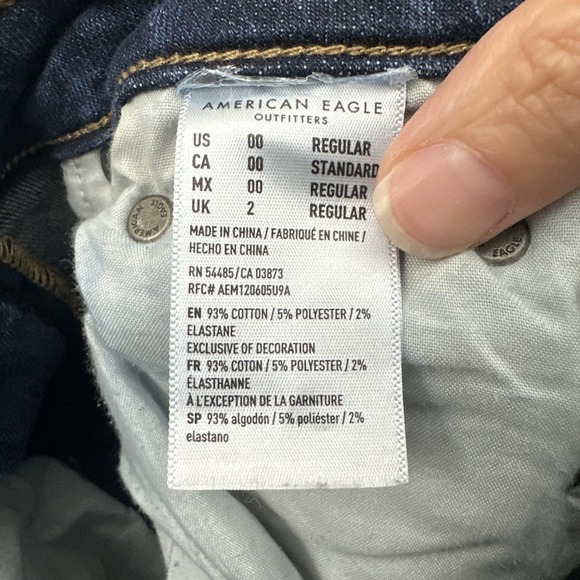 AMERICAN EAGLE
OUTFITTERS
US 00 REGULAR
CA 00 STANDARD
MX 00 REGULAR
UK 2 REGULAR
MADE IN CHINA / FABRIQUÉ EN CHINE /
HECHO EN CHINA
RN 54485/CA 03873
RFC# AEM120605U9A
EN 93% COTTON / 5% POLYESTER / 2%
ELASTANE
EXCLUSIVE OF DECORATION
FR 93% COTON / 5% POLYESTER / 2%
ÉLASTHANNE
À L'EXCEPTION DE LA GARNITURE
SP 93% algodón / 5% poliéster / 2%
elastano
AMERICAN
EAGLE
EAGLE